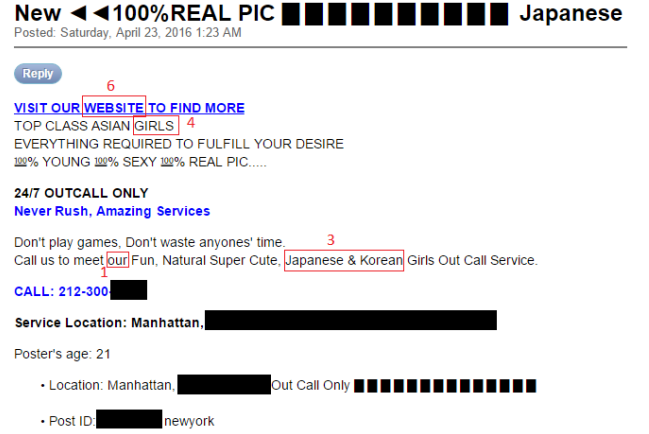 New ◄◄100%REAL PIC Japanese
Posted: Saturday, April 23, 2016 1:23 AM
Reply
6
VISIT OUR WEBSITE TO FIND MORE
TOP CLASS ASIAN GIRLS 4
EVERYTHING REQUIRED TO FULFILL YOUR DESIRE
100% YOUNG 100% SEXY 100% REAL PIC.....
24/7 OUTCALL ONLY
Never Rush, Amazing Services
Don't play games, Don't waste anyones' time.
3
Call us to meet our Fun, Natural Super Cute, Japanese & Korean Girls Out Call Service.
1
CALL: 212-300-
Service Location: Manhattan,
Poster's age: 21
• Location: Manhattan, Out Call Only
• Post ID: newyork